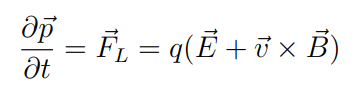 ∂p⃗/∂t = F⃗_L = q(E⃗ + v⃗ × B⃗)